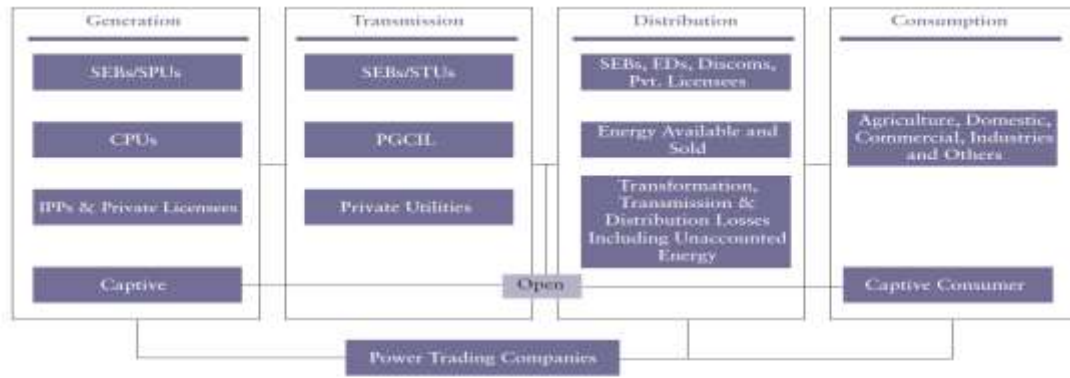 Generation
SEBs/SPUs
CPUs
IPPs & Private Licensees
Captive
Transmission
SEBs/STUs
PGCIL
Private Utilities
Open
Distribution
SEBs, EDs, Discoms,
Pvt. Licensees
Energy Available and
Sold
Transformation,
Transmission &
Distribution Losses
Including Unaccounted
Energy
Consumption
Agriculture, Domestic,
Commercial, Industries
and Others
Captive Consumer
Power Trading Companies